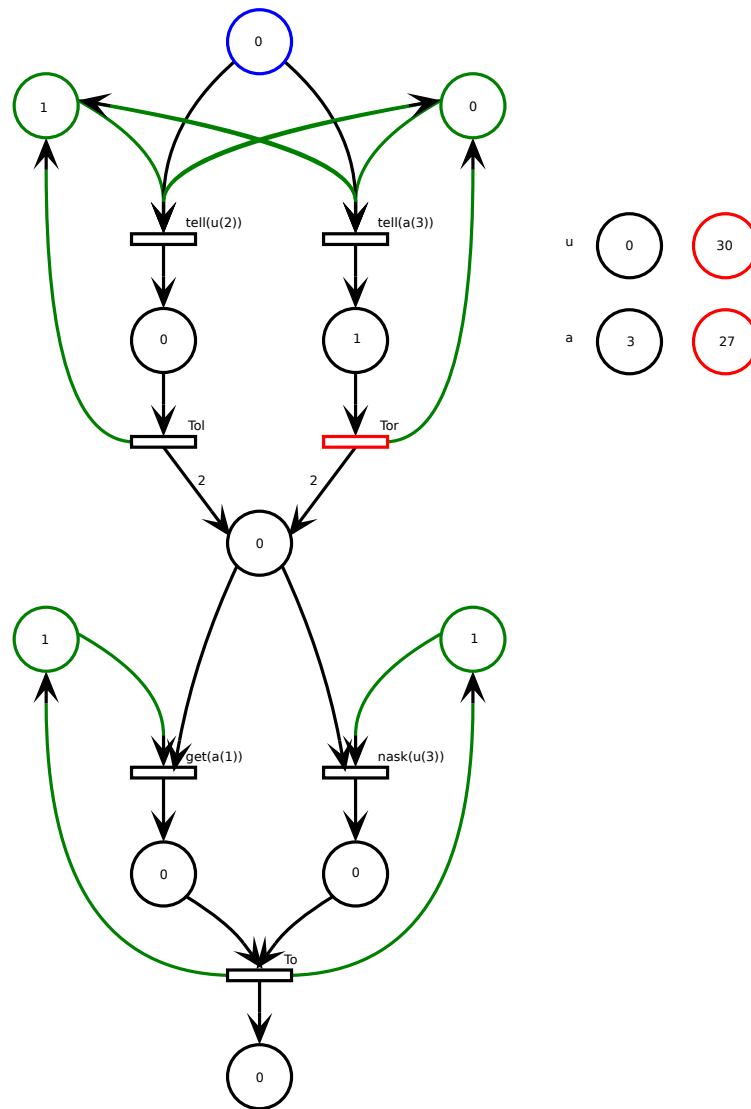 0
1
0
tell(u(2))
tell(a(3))
u
0
30
0
1
a
3
27
Tol
Tor
2
2
0
1
1
get(a(1))
nask(u(3))
0
0
To
0